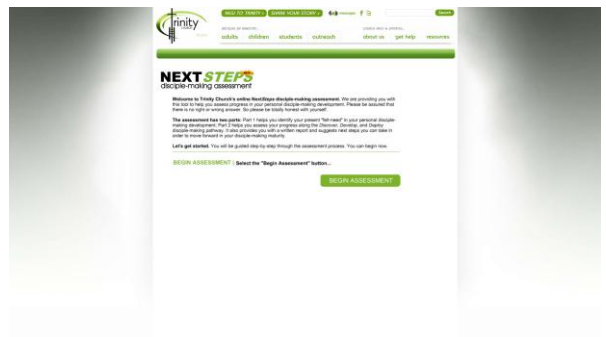 Trinity
NEW TO TRINITY?
SHARE YOUR STORY
messages
Search
adults children students outreach
about us get help resources
NEXTSTEPS
disciple-making assessment
Welcome to Trinity Church's online NextSteps disciple-making assessment. We are providing you with
this tool to help you assess progress in your personal disciple-making development. Please be assured that
there is no right or wrong answer. So please be totally honest with yourself.
The assessment has two parts: Part 1 helps you identify your present "felt-need" in your personal disciple-
making development; Part 2 helps you assess your progress along the Discover, Develop, and Deploy
disciple-making pathway. It also provides you with a written report and suggests next steps you can take in
order to move forward in your disciple-making maturity.
Let's get started. You will be guided step-by-step through the assessment process. You can begin now.
BEGIN ASSESSMENT | Select the "Begin Assessment" button...
BEGIN ASSESSMENT